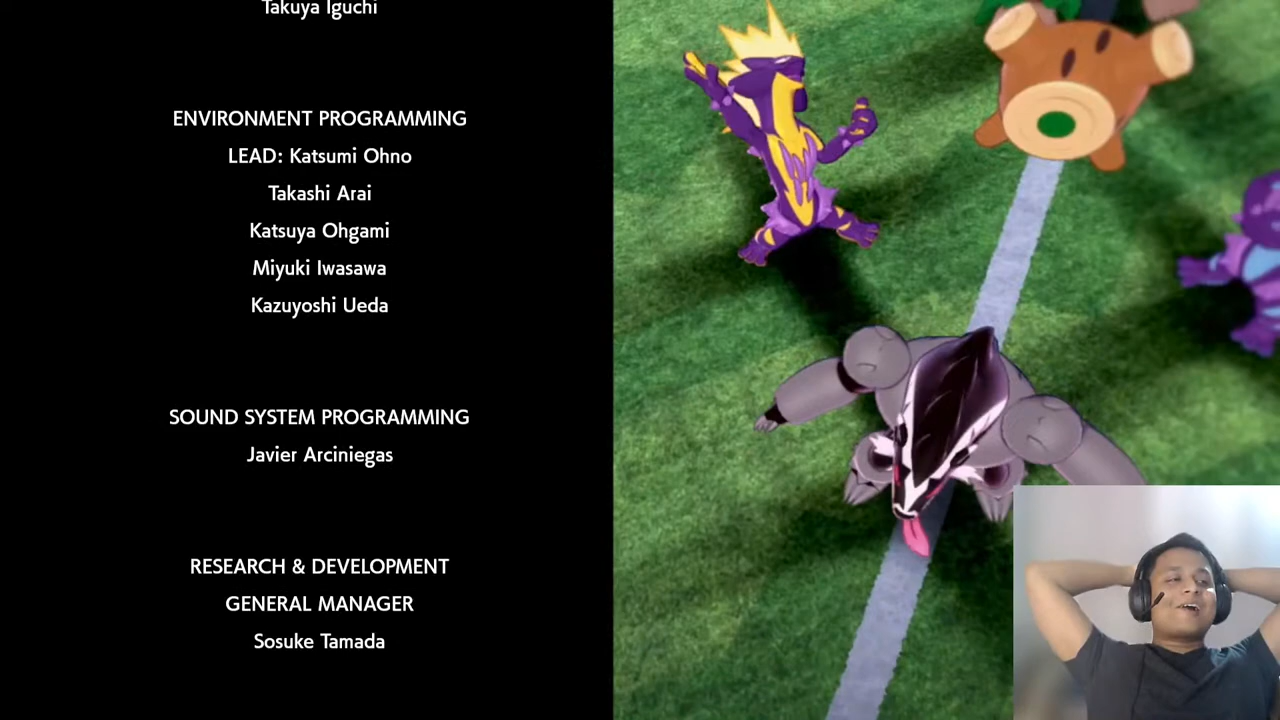 Takuya Iguchi
ENVIRONMENT PROGRAMMING
LEAD: Katsumi Ohno
Takashi Arai
Katsuya Ohgami
Miyuki Iwasawa
Kazuyoshi Ueda
SOUND SYSTEM PROGRAMMING
Javier Arciniegas
RESEARCH & DEVELOPMENT
GENERAL MANAGER
Sosuke Tamada